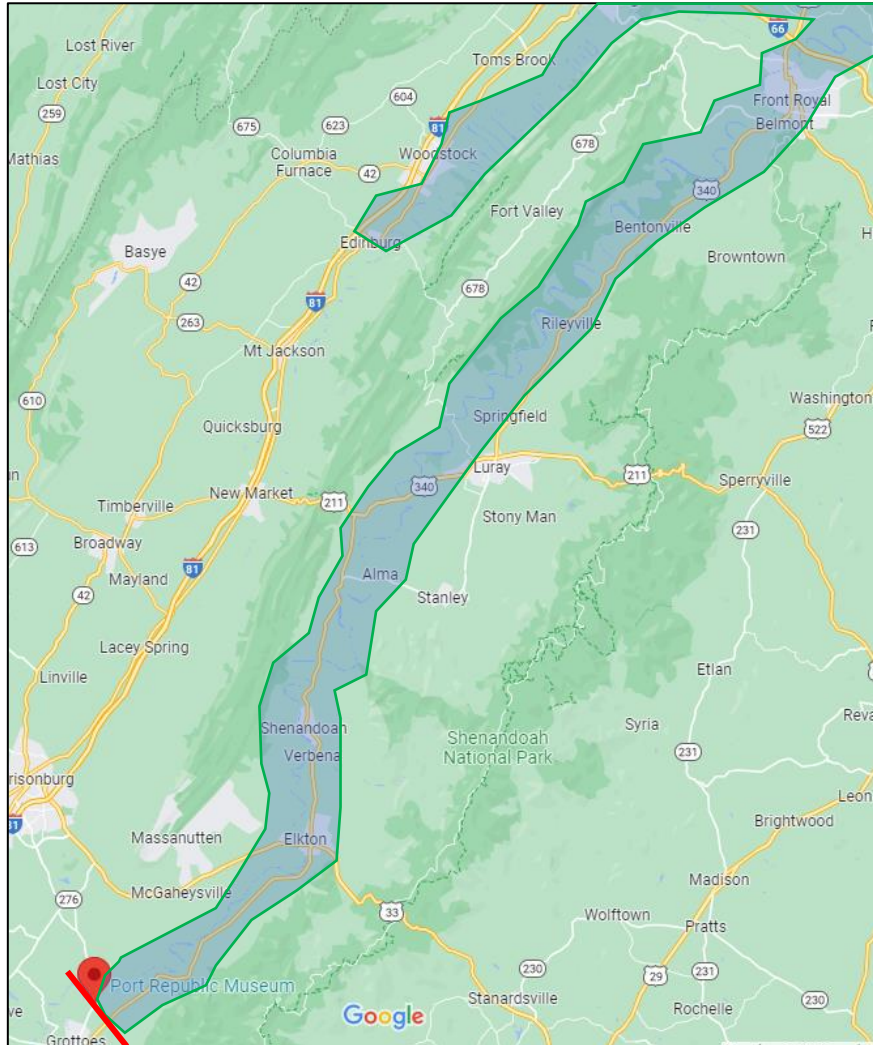 Lost River
66
Toms Brook
Lost City
604
259
Front Royal
623
81
675
Belmont
Mathias
Columbia
Furnace
Woodstock
678
42
340
Fort Valley
Bentonville
Edinburg
Basye
Browntown
H
42
678
81
263
Rileyville
Mt Jackson
Washington
610
Springfield
Quicksburg
522
Luray
211
New Market
340
211
Sperryville
Timberville
Stony Man
231
Broadway
613
81
Alma
Mayland
42
Stanley
Lacey Spring
Etlan
Linville
Shenandoah
Syria
Reva
Verbena
Shenandoah
National Park
231
risonburg
Leon
81
Brightwood
Massanutten
Elkton
Madison
McGaheysville
276
33
Wolftown
Pratts
230
231
29
Port Republic Museum
Stanardsville
230
Rochelle
Google
Grottoes